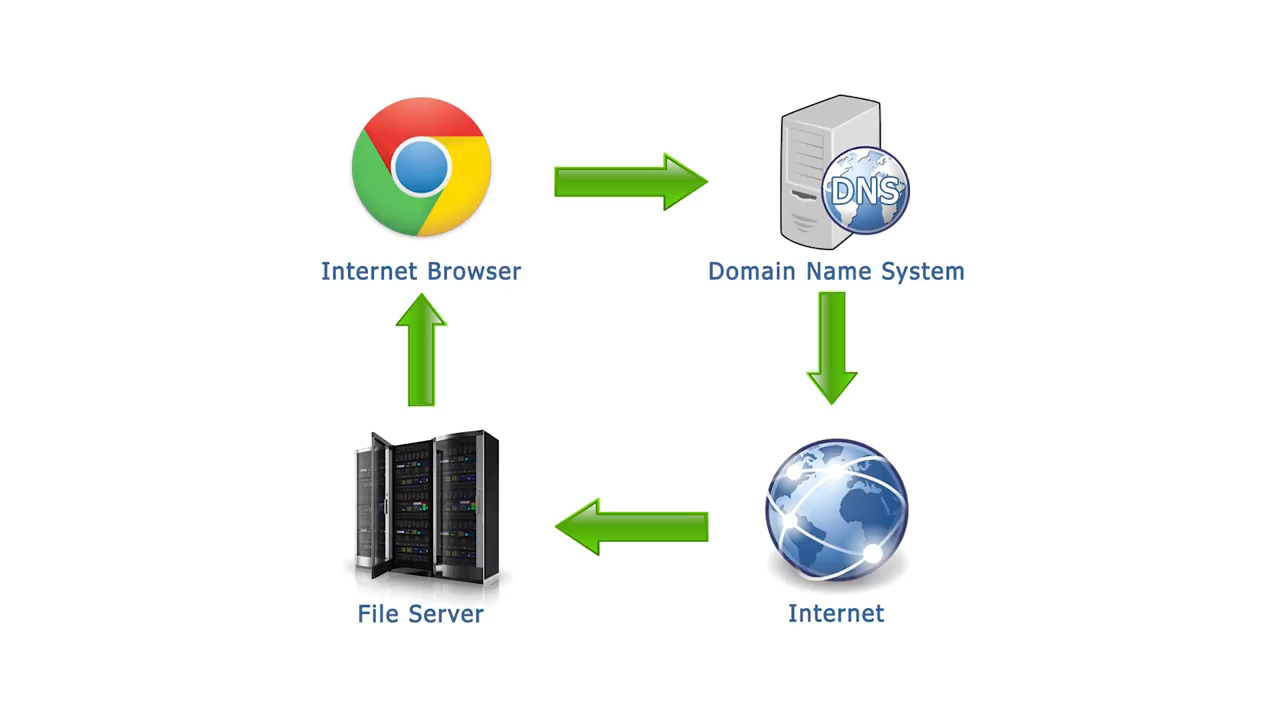 DNS
Internet Browser
Domain Name System
File Server
Internet